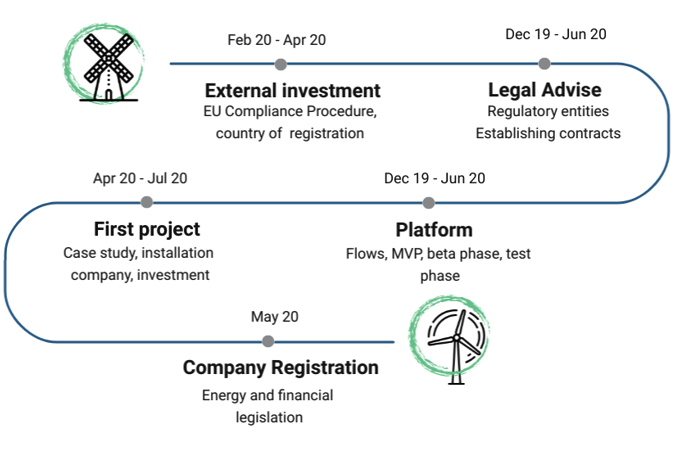 Feb 20 - Apr 20
External investment
EU Compliance Procedure,
country of registration
Dec 19 - Jun 20
Legal Advise
Regulatory entities
Establishing contracts
Apr 20 - Jul 20
First project
Case study, installation
company, investment
Dec 19 - Jun 20
Platform
Flows, MVP, beta phase, test
phase
May 20
Company Registration
Energy and financial
legislation